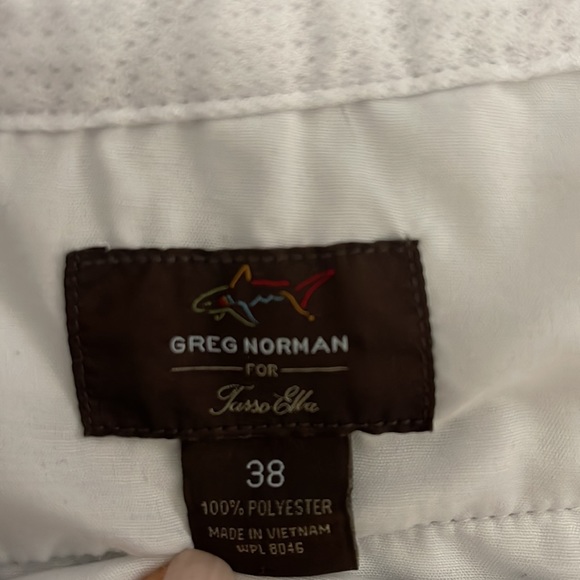 GREG NORMAN
FOR
Tasso Elba
38
100% POLYESTER
MADE IN VIETNAM
WPL 8046